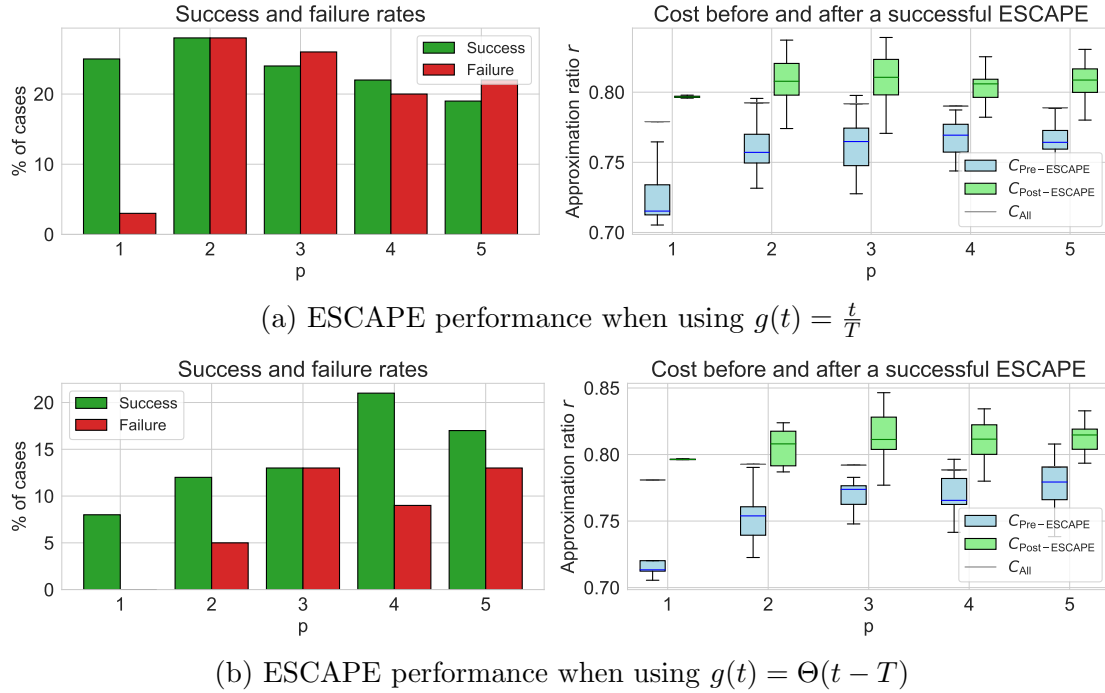 Success and failure rates
Success
Failure
% of cases
20
10
0
1 2 3 4 5
p
Cost before and after a successful ESCAPE
Approximation ratio r
0.80
0.75
0.70
C_Pre−ESCAPE
C_Post−ESCAPE
C_All
1 2 3 4 5
p
(a) ESCAPE performance when using g(t) = t/T
Success and failure rates
Success
Failure
% of cases
20
15
10
5
0
1 2 3 4 5
p
Cost before and after a successful ESCAPE
Approximation ratio r
0.85
0.80
0.75
0.70
C_Pre−ESCAPE
C_Post−ESCAPE
C_All
1 2 3 4 5
p
(b) ESCAPE performance when using g(t) = Θ(t − T)